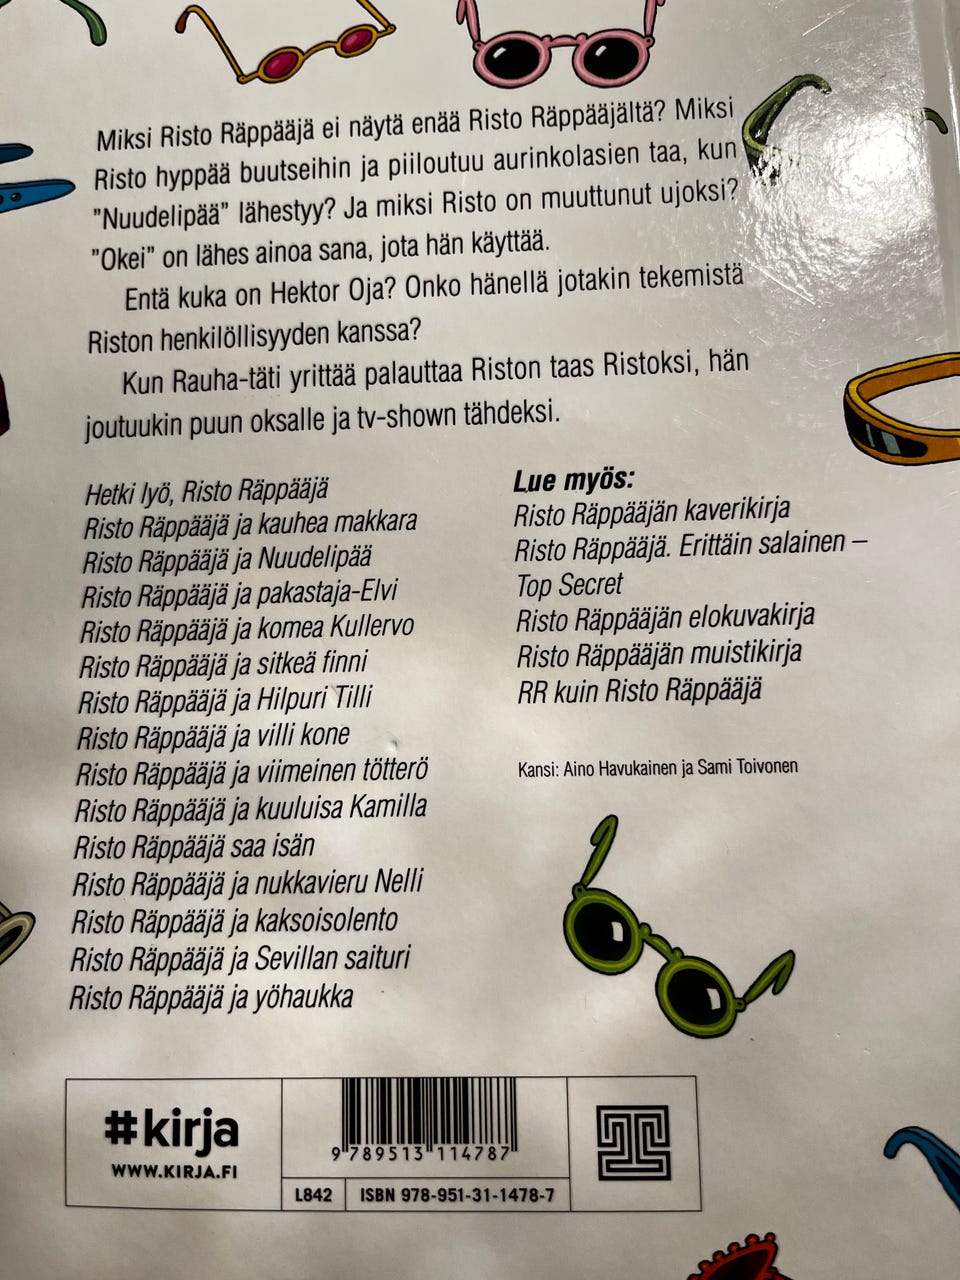 Miksi Risto Räppääjä ei näytä enää Risto Räppääjältä? Miksi
Risto hyppää buutseihin ja piiloutuu aurinkolasien taa, kun
”Nuudelipää” lähestyy? Ja miksi Risto on muuttunut ujoksi?
”Okei” on lähes ainoa sana, jota hän käyttää.
Entä kuka on Hektor Oja? Onko hänellä jotakin tekemistä
Riston henkilöllisyyden kanssa?
Kun Rauha-täti yrittää palauttaa Riston taas Ristoksi, hän
joutuukin puun oksalle ja tv-shown tähdeksi.
Hetki lyö, Risto Räppääjä
Risto Räppääjä ja kauhea makkara
Risto Räppääjä ja Nuudelipää
Risto Räppääjä ja pakastaja-Elvi
Risto Räppääjä ja komea Kullervo
Risto Räppääjä ja sitkeä finni
Risto Räppääjä ja Hilpuri Tilli
Risto Räppääjä ja villi kone
Risto Räppääjä ja viimeinen tötterö
Risto Räppääjä ja kuuluisa Kamilla
Risto Räppääjä saa isän
Risto Räppääjä ja nukkavieru Nelli
Risto Räppääjä ja kaksoisolento
Risto Räppääjä ja Sevillan saituri
Risto Räppääjä ja yöhaukka
Lue myös:
Risto Räppääjän kaverikirja
Risto Räppääjä. Erittäin salainen –
Top Secret
Risto Räppääjän elokuvakirja
Risto Räppääjän muistikirja
RR kuin Risto Räppääjä
Kansi: Aino Havukainen ja Sami Toivonen
#kirja
WWW.KIRJA.FI
9 789513 114787
L842
ISBN 978-951-31-1478-7